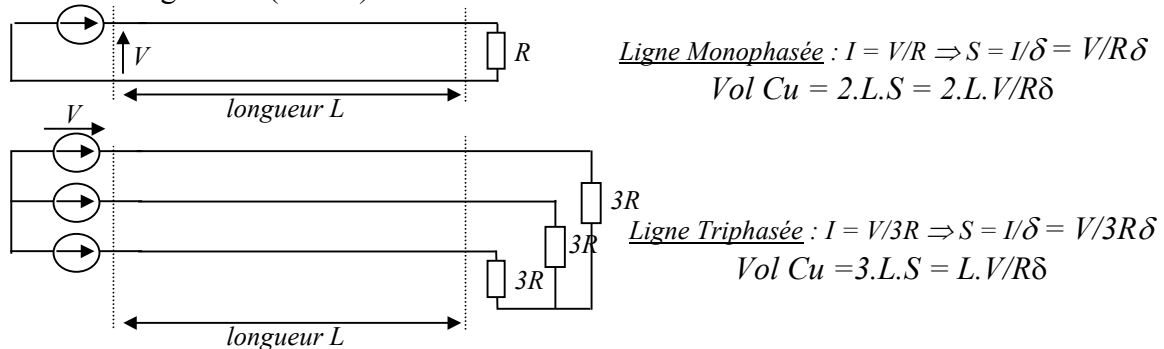 V
R
longueur L
Ligne Monophasée : I = V/R ⇒ S = I/δ = V/Rδ
Vol Cu = 2.L.S = 2.L.V/Rδ
V
3R
3R
3R
longueur L
Ligne Triphasée : I = V/3R ⇒ S = I/δ = V/3Rδ
Vol Cu =3.L.S = L.V/Rδ